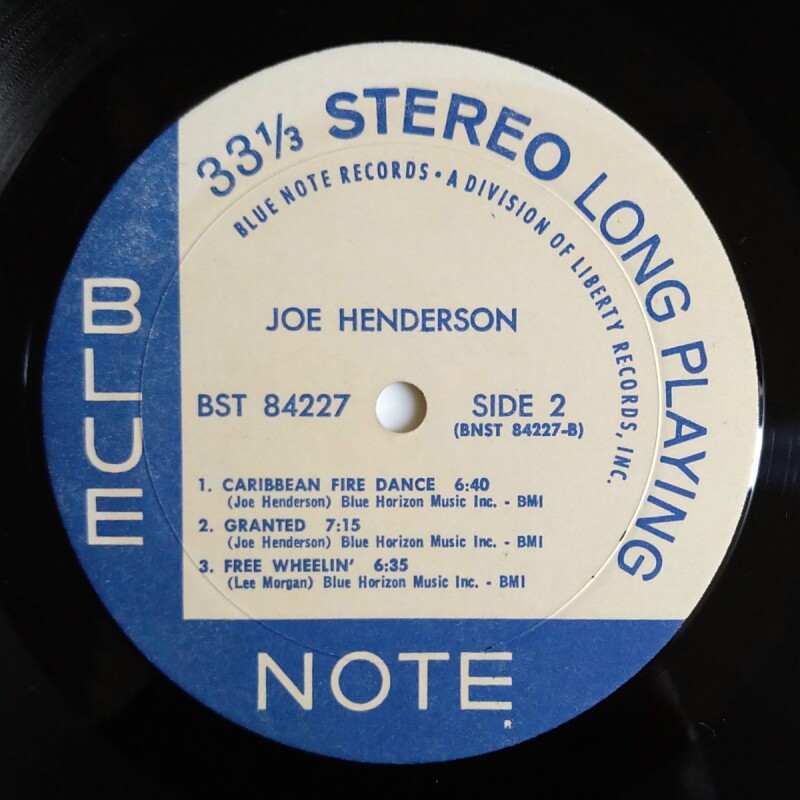 33⅓ STEREO LONG PLAYING
BLUE NOTE RECORDS • A DIVISION OF LIBERTY RECORDS, INC.
JOE HENDERSON
BST 84227 SIDE 2
(BNST 84227-B)
1. CARIBBEAN FIRE DANCE 6:40
(Joe Henderson) Blue Horizon Music Inc. - BMI
2. GRANTED 7:15
(Joe Henderson) Blue Horizon Music Inc. - BMI
3. FREE WHEELIN' 6:35
(Lee Morgan) Blue Horizon Music Inc. - BMI
BLUE
NOTE
R